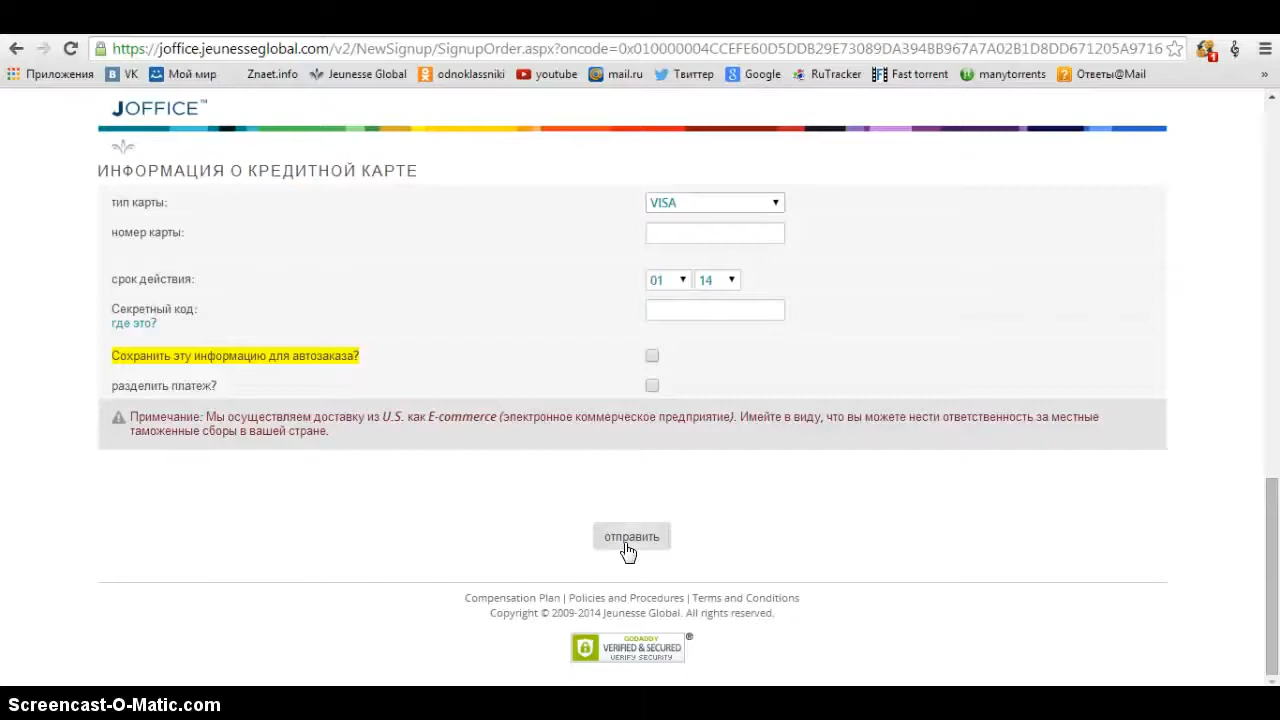 https://joffice.jeunesseglobal.com/v2/NewSignup/SignupOrder.aspx?oncode=0x010000004CCEFE60D5DDB29E73089DA394BB967A7A02B1D8DD671205A9716
1
Приложения VK Мой мир Znaet.info Jeunesse Global odnoklassniki youtube mail.ru Твиттер Google RuTracker Fast torrent manytorrents Ответы@Mail »
JOFFICE™
ИНФОРМАЦИЯ О КРЕДИТНОЙ КАРТЕ
тип карты: VISA
номер карты:
срок действия: 01 14
Секретный код:
где это?
Сохранить эту информацию для автозаказа?
разделить платеж?
Примечание: Мы осуществляем доставку из U.S. как E-commerce (электронное коммерческое предприятие). Имейте в виду, что вы можете нести ответственность за местные
таможенные сборы в вашей стране.
отправить
Compensation Plan | Policies and Procedures | Terms and Conditions
Copyright © 2009-2014 Jeunesse Global. All rights reserved.
GODADDY ®
VERIFIED & SECURED
VERIFY SECURITY
Screencast-O-Matic.com